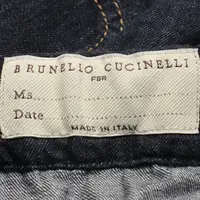 BRUNELLO CUCINELLI
FOR
Ms.
Date
MADE IN ITALY